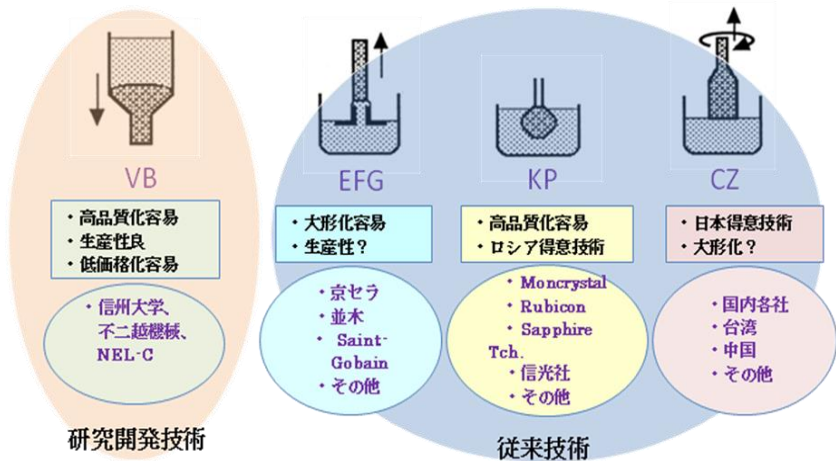 VB
・高品質化容易
・生産性良
・低価格化容易
・信州大学、
不二越機械、
NEL-C
研究開発技術
EFG
・大形化容易
・生産性？
・京セラ
・並木
・ Saint-
Gobain
・その他
KP
・高品質化容易
・ロシア得意技術
・Moncrystal
・Rubicon
・Sapphire
Tch.
・信光社
・その他
CZ
・日本得意技術
・大形化？
・国内各社
・台湾
・中国
・その他
従来技術